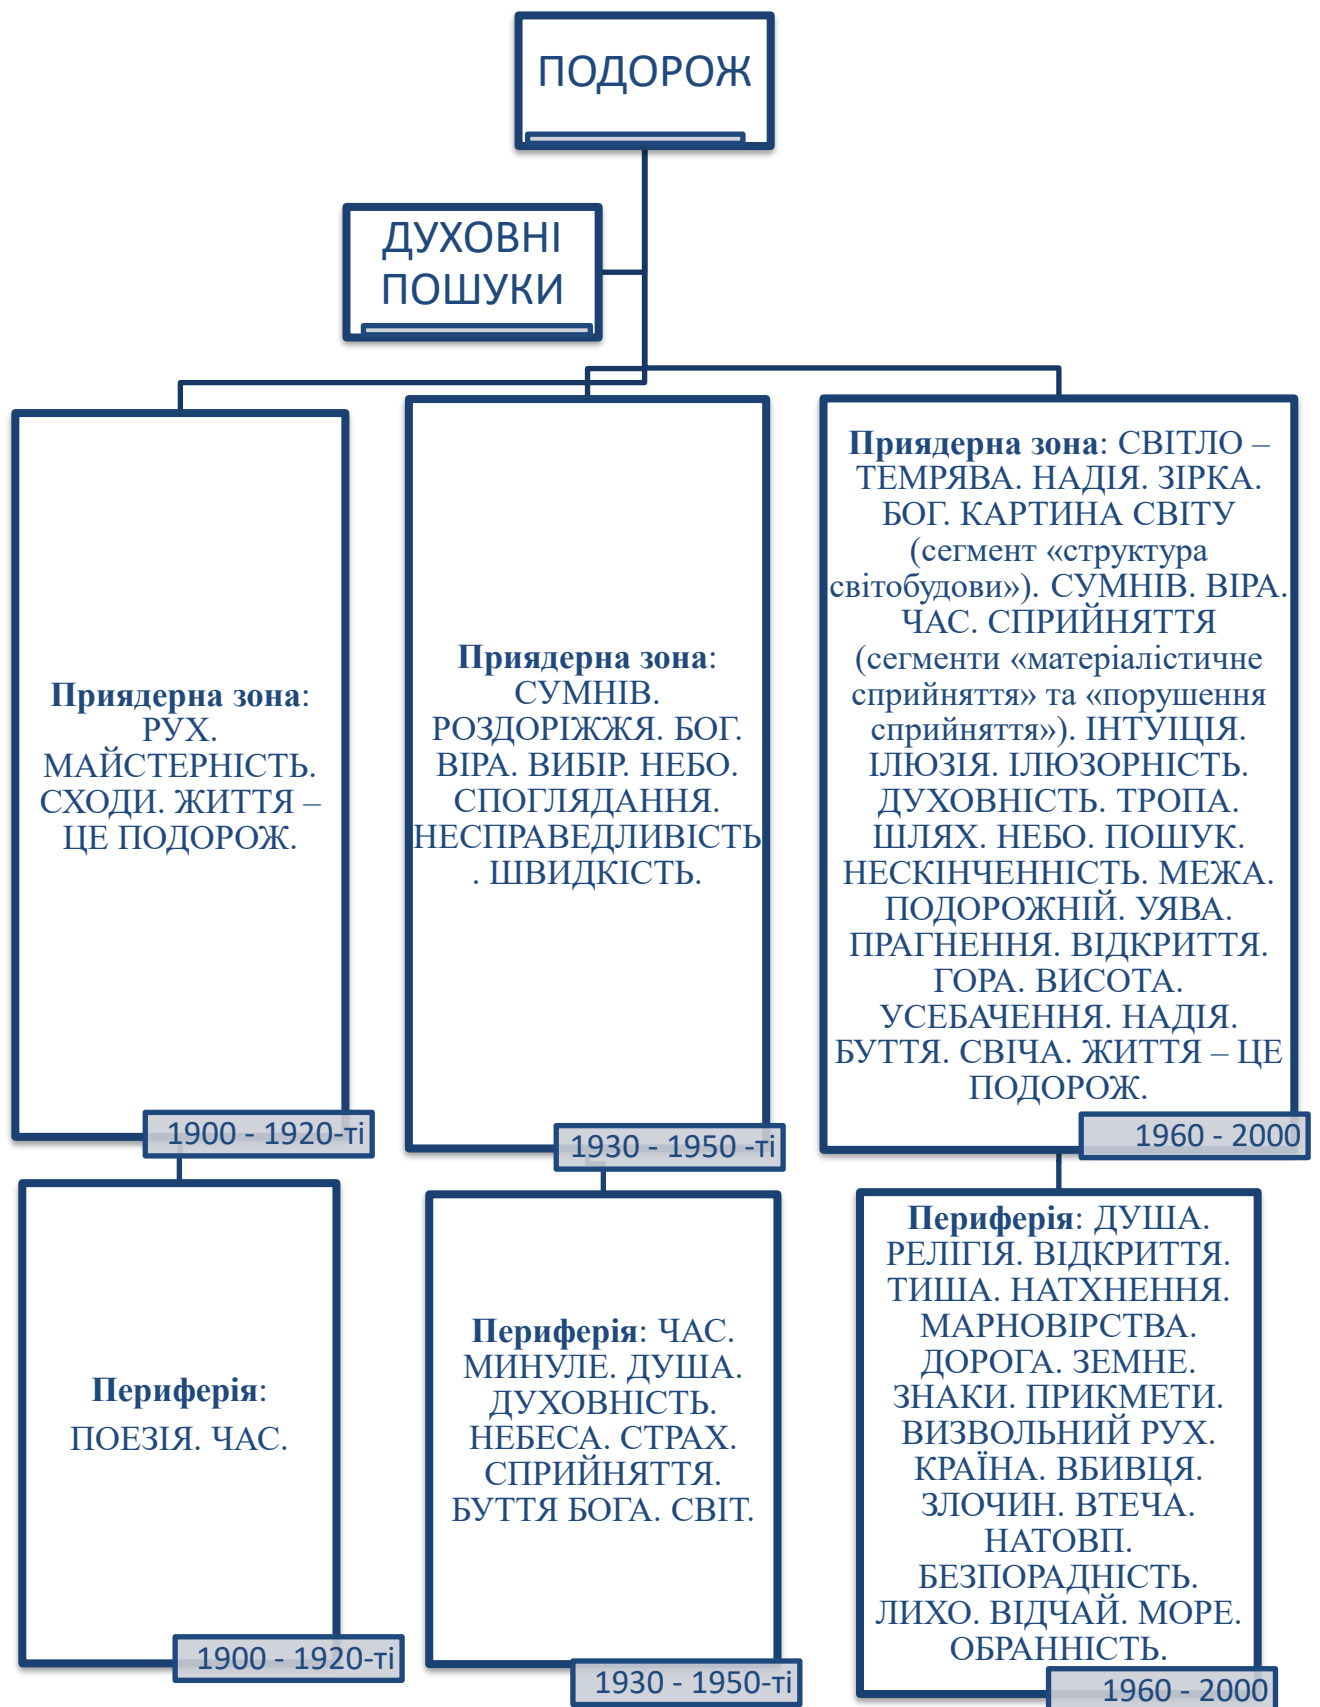 ПОДОРОЖ
ДУХОВНІ
ПОШУКИ
Приядерна зона:
РУХ.
МАЙСТЕРНІСТЬ.
СХОДИ. ЖИТТЯ –
ЦЕ ПОДОРОЖ.
1900 - 1920-ті
Приядерна зона:
СУМНІВ.
РОЗДОРІЖЖЯ. БОГ.
ВІРА. ВИБІР. НЕБО.
СПОГЛЯДАННЯ.
НЕСПРАВЕДЛИВІСТЬ
. ШВИДКІСТЬ.
1930 - 1950 -ті
Приядерна зона: СВІТЛО –
ТЕМРЯВА. НАДІЯ. ЗІРКА.
БОГ. КАРТИНА СВІТУ
(сегмент «структура
світобудови»). СУМНІВ. ВІРА.
ЧАС. СПРИЙНЯТТЯ
(сегменти «матеріалістичне
сприйняття» та «порушення
сприйняття»). ІНТУІЦІЯ.
ІЛЮЗІЯ. ІЛЮЗОРНІСТЬ.
ДУХОВНІСТЬ. ТРОПА.
ШЛЯХ. НЕБО. ПОШУК.
НЕСКІНЧЕННІСТЬ. МЕЖА.
ПОДОРОЖНІЙ. УЯВА.
ПРАГНЕННЯ. ВІДКРИТТЯ.
ГОРА. ВИСОТА.
УСЕБАЧЕННЯ. НАДІЯ.
БУТТЯ. СВІЧА. ЖИТТЯ – ЦЕ
ПОДОРОЖ.
1960 - 2000
Периферія:
ПОЕЗІЯ. ЧАС.
1900 - 1920-ті
Периферія: ЧАС.
МИНУЛЕ. ДУША.
ДУХОВНІСТЬ.
НЕБЕСА. СТРАХ.
СПРИЙНЯТТЯ.
БУТТЯ БОГА. СВІТ.
1930 - 1950-ті
Периферія: ДУША.
РЕЛІГІЯ. ВІДКРИТТЯ.
ТИША. НАТХНЕННЯ.
МАРНОВІРСТВА.
ДОРОГА. ЗЕМНЕ.
ЗНАКИ. ПРИКМЕТИ.
ВИЗВОЛЬНИЙ РУХ.
КРАЇНА. ВБИВЦЯ.
ЗЛОЧИН. ВТЕЧА.
НАТОВП.
БЕЗПОРАДНІСТЬ.
ЛИХО. ВІДЧАЙ. МОРЕ.
ОБРАННІСТЬ.
1960 - 2000